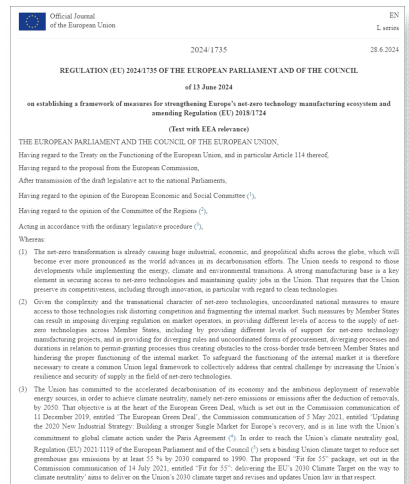 Official Journal
of the European Union
EN
L series
2024/1735
28.6.2024
REGULATION (EU) 2024/1735 OF THE EUROPEAN PARLIAMENT AND OF THE COUNCIL
of 13 June 2024
on establishing a framework of measures for strengthening Europe's net-zero technology manufacturing ecosystem and
amending Regulation (EU) 2018/1724
(Text with EEA relevance)
THE EUROPEAN PARLIAMENT AND THE COUNCIL OF THE EUROPEAN UNION,
Having regard to the Treaty on the Functioning of the European Union, and in particular Article 114 thereof,
Having regard to the proposal from the European Commission,
After transmission of the draft legislative act to the national Parliaments,
Having regard to the opinion of the European Economic and Social Committee (1),
Having regard to the opinion of the Committee of the Regions (2),
Acting in accordance with the ordinary legislative procedure (3),
Whereas:
(1) The net-zero transformation is already causing huge industrial, economic, and geopolitical shifts across the globe, which will
become ever more pronounced as the world advances in its decarbonisation efforts. The Union needs to respond to those
developments while implementing the energy, climate and environmental transitions. A strong manufacturing base is a key
element in securing access to net-zero technologies and maintaining quality jobs in the Union. That requires that the Union
preserve its competitiveness, including through innovation, in particular with regard to clean technologies.
(2) Given the complexity and the transnational character of net-zero technologies, uncoordinated national measures to ensure
access to those technologies risk distorting competition and fragmenting the internal market. Such measures by Member States
can result in imposing diverging regulation on market operators, in providing different levels of access to the supply of net-
zero technologies across Member States, including by providing different levels of support for net-zero technology
manufacturing projects, and in providing for diverging rules and uncoordinated forms of procurement, diverging procedures and
durations in relation to permit-granting processes thus creating obstacles to the cross-border trade between Member States and
hindering the proper functioning of the internal market. To safeguard the functioning of the internal market it is therefore
necessary to create a common Union legal framework to collectively address that central challenge by increasing the Union's
resilience and security of supply in the field of net-zero technologies.
(3) The Union has committed to the accelerated decarbonisation of its economy and the ambitious deployment of renewable
energy sources, in order to achieve climate neutrality, namely net-zero emissions or emissions after the deduction of removals,
by 2050. That objective is at the heart of the European Green Deal, which is set out in the Commission communication of
11 December 2019, entitled 'The European Green Deal', the Commission communication of 5 May 2021, entitled 'Updating
the 2020 New Industrial Strategy: Building a stronger Single Market for Europe's recovery, and is in line with the Union's
commitment to global climate action under the Paris Agreement (4). In order to reach the Union's climate neutrality goal,
Regulation (EU) 2021/1119 of the European Parliament and of the Council (5) sets a binding Union climate target to reduce net
greenhouse gas emissions by at least 55 % by 2030 compared to 1990. The proposed "Fit for 55" package, set out in the
Commission communication of 14 July 2021, entitled "Fit for 55": delivering the EU's 2030 Climate Target on the way to
climate neutrality' aims to deliver on the Union's 2030 climate target and revises and updates Union law in that respect.